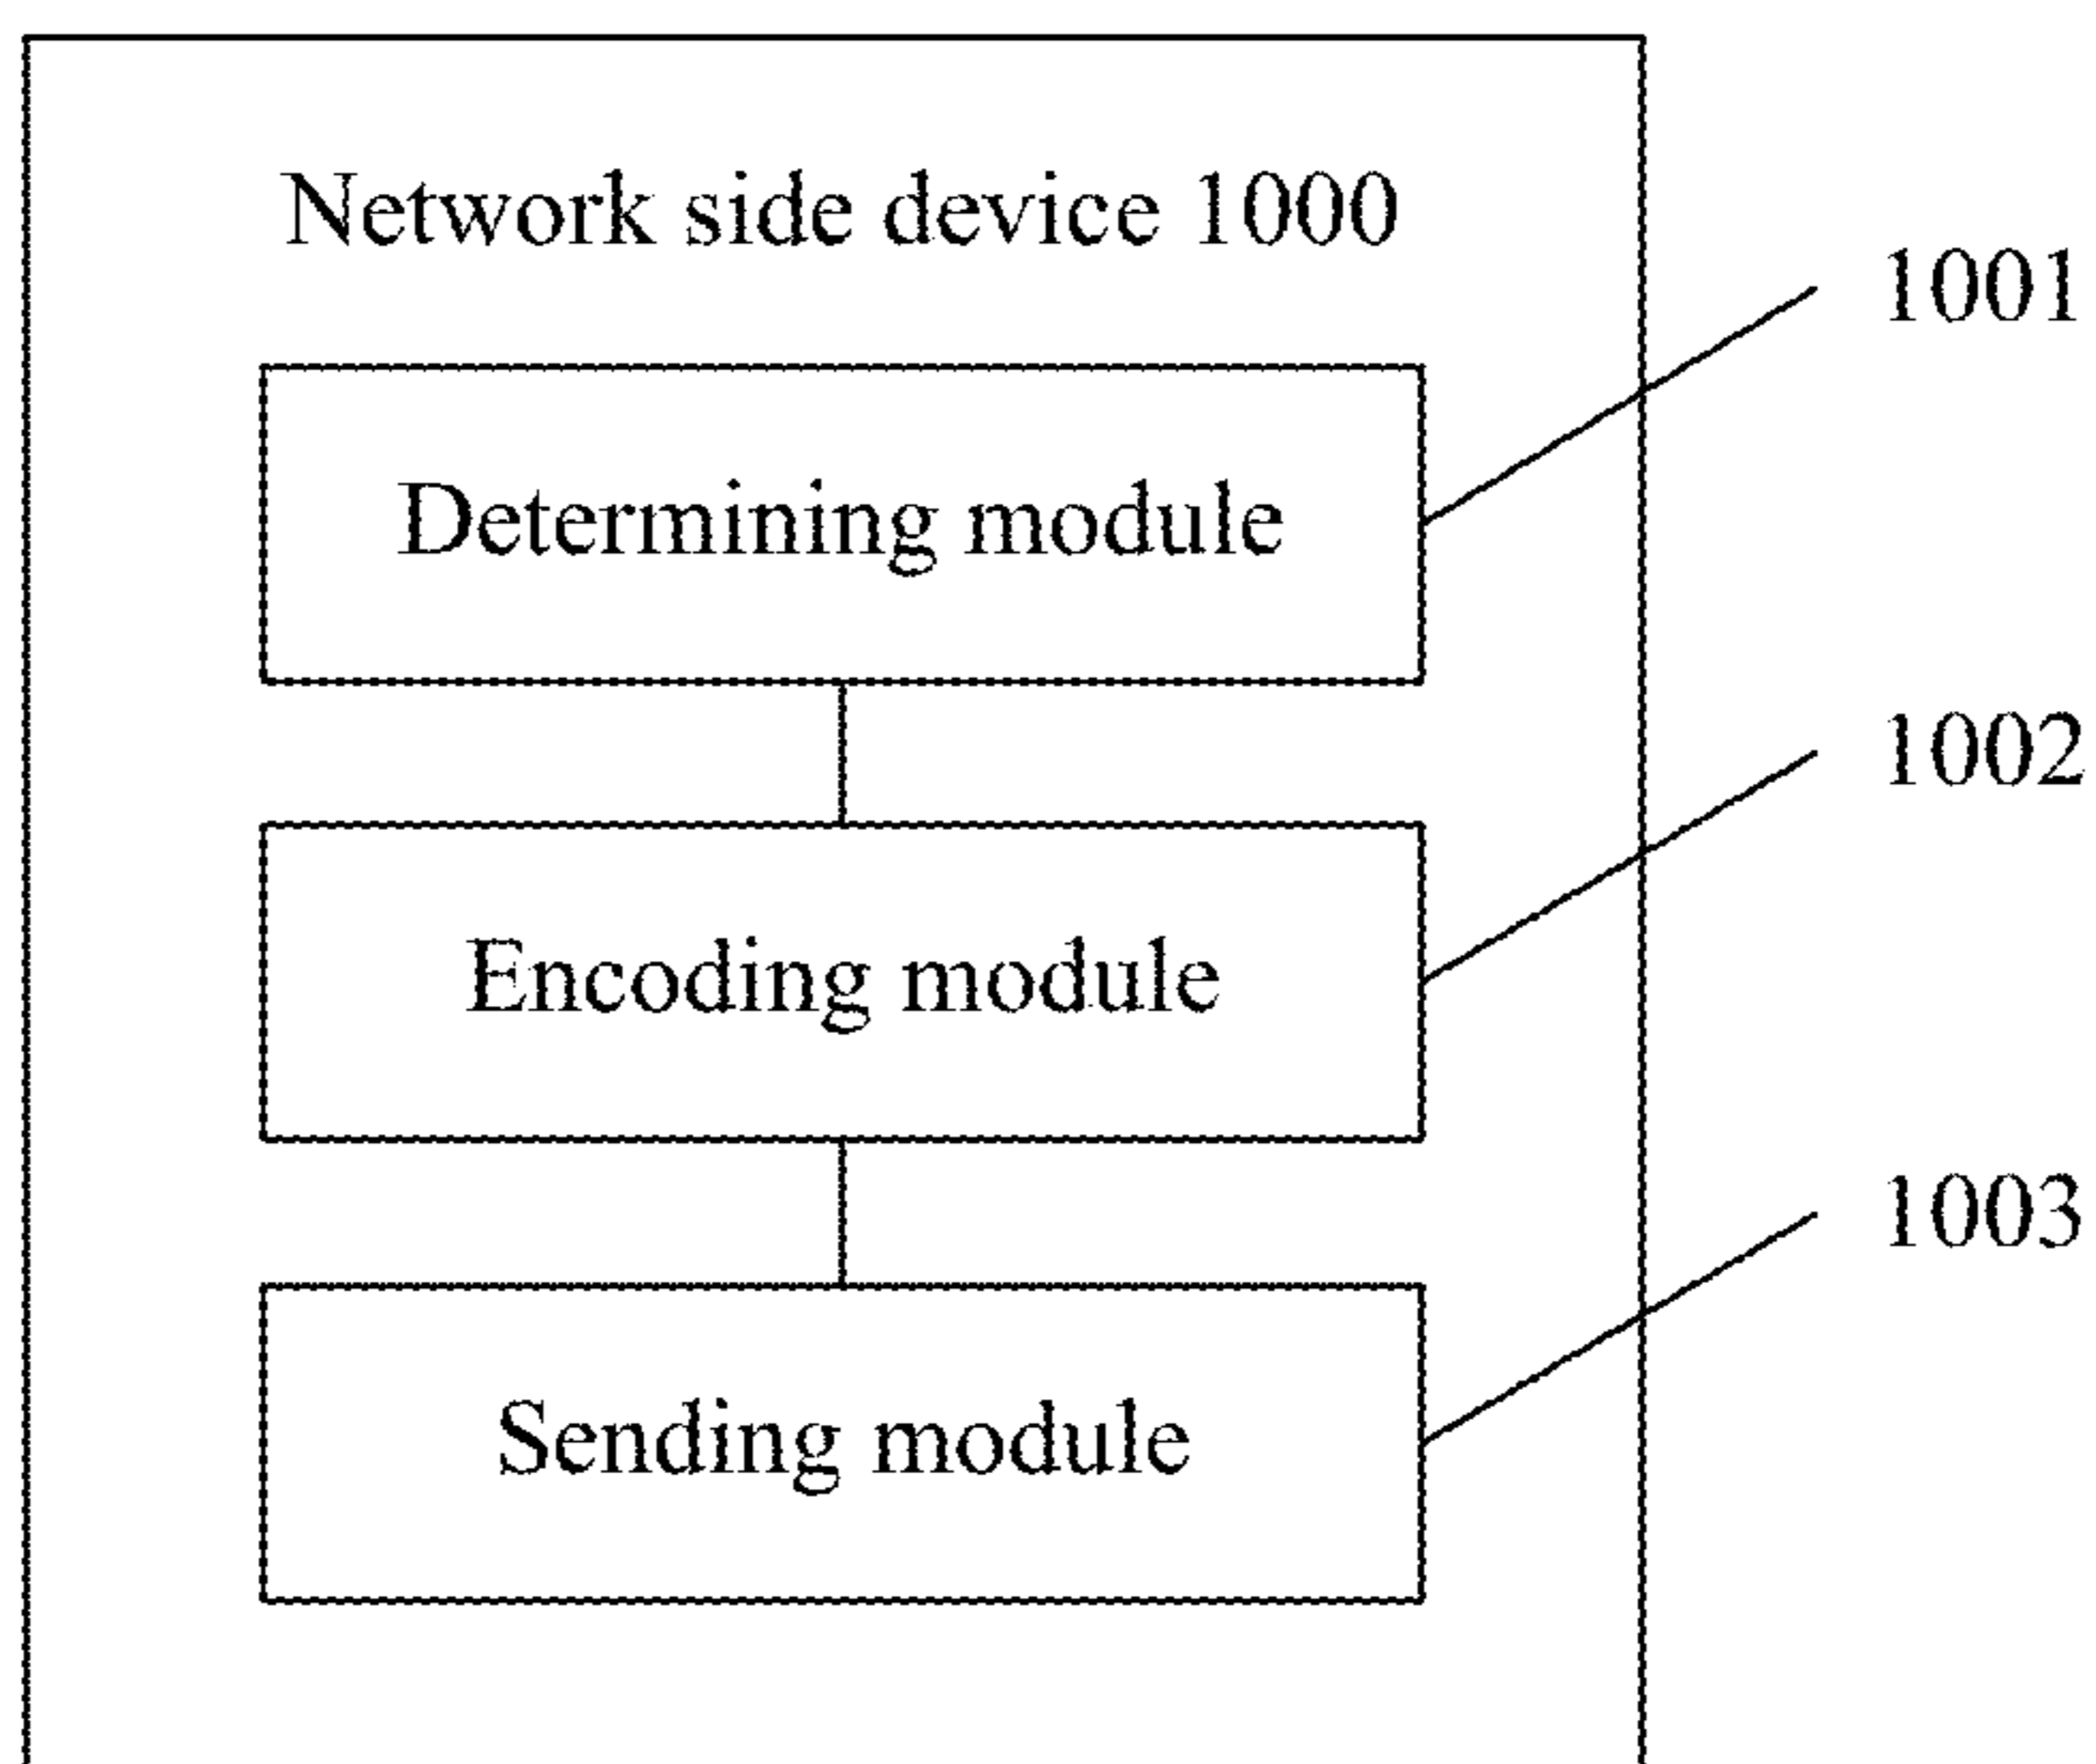 Network side device 1000
1001
Determining module
1002
Encoding module
1003
Sending module